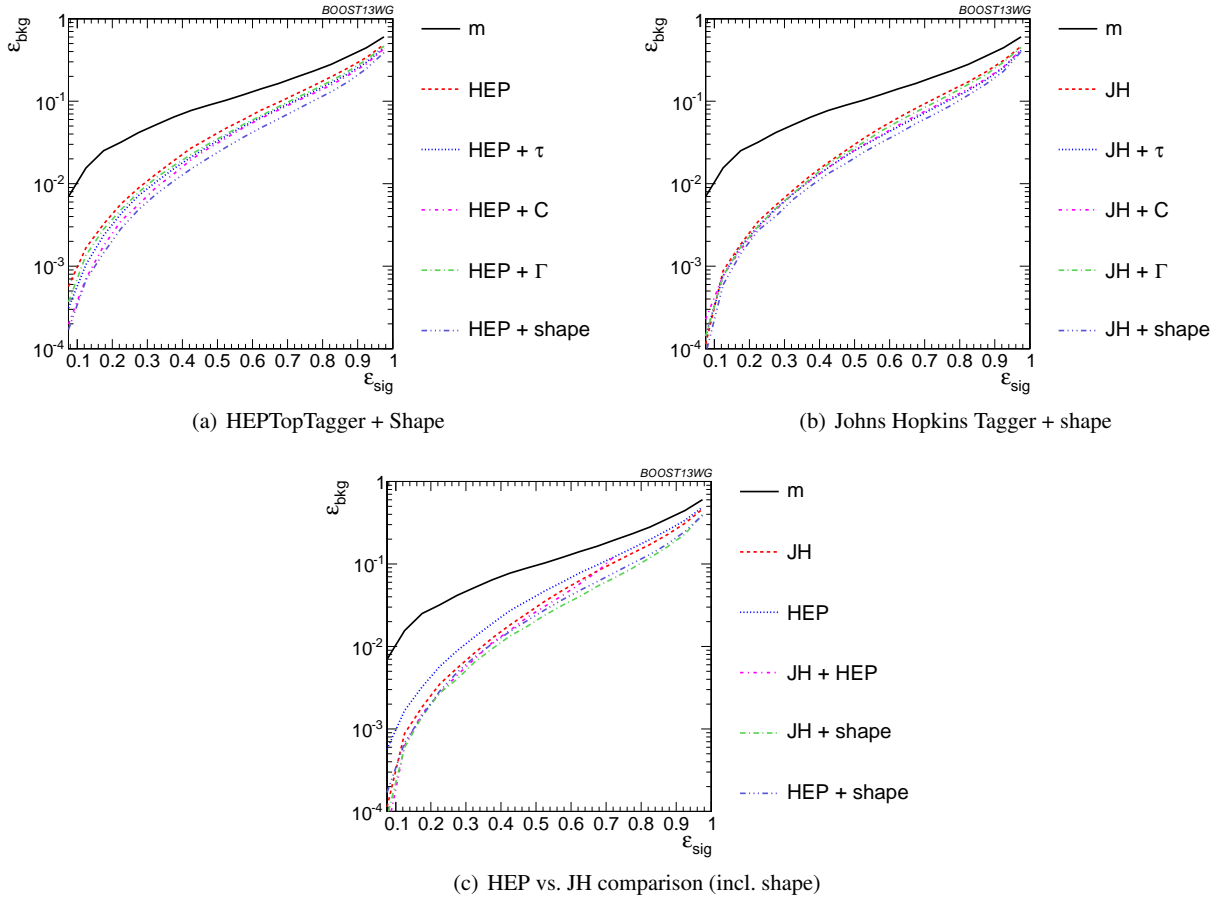 BOOST13WG
ε_bkg
1
10⁻¹
10⁻²
10⁻³
10⁻⁴
0.1 0.2 0.3 0.4 0.5 0.6 0.7 0.8 0.9 1
ε_sig
m
HEP
HEP + τ
HEP + C
HEP + Γ
HEP + shape
(a) HEPTopTagger + Shape
BOOST13WG
ε_bkg
1
10⁻¹
10⁻²
10⁻³
10⁻⁴
0.1 0.2 0.3 0.4 0.5 0.6 0.7 0.8 0.9 1
ε_sig
m
JH
JH + τ
JH + C
JH + Γ
JH + shape
(b) Johns Hopkins Tagger + shape
BOOST13WG
ε_bkg
1
10⁻¹
10⁻²
10⁻³
10⁻⁴
0.1 0.2 0.3 0.4 0.5 0.6 0.7 0.8 0.9 1
ε_sig
m
JH
HEP
JH + HEP
JH + shape
HEP + shape
(c) HEP vs. JH comparison (incl. shape)